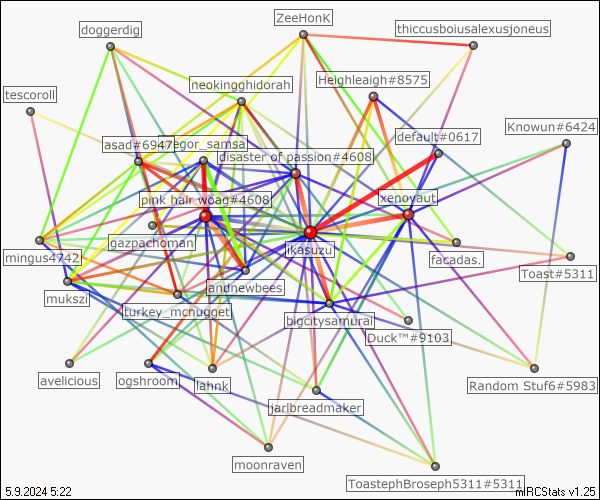 ZeeHonK
doggerdig
thiccusboiusalexusjoneus
Heighleaigh#8575
neokingghidorah
tescoroll
Knowun#6424
default#0617
asad#6947
egor_samsa
disaster of passion#4608
pink hair woag#4608
xenovaut
gazpachoman
ikasuzu
mingus4742
facadas.
Toast#5311
andnewbees
mukszi
turkey_mcnugget
bigcitysamurai
Duck™#9103
avelicious
ogshroom
lahnk
Random Stuf6#5983
jarlbreadmaker
moonraven
ToastephBroseph5311#5311
5.9.2024 5:22
mIRCStats v1.25